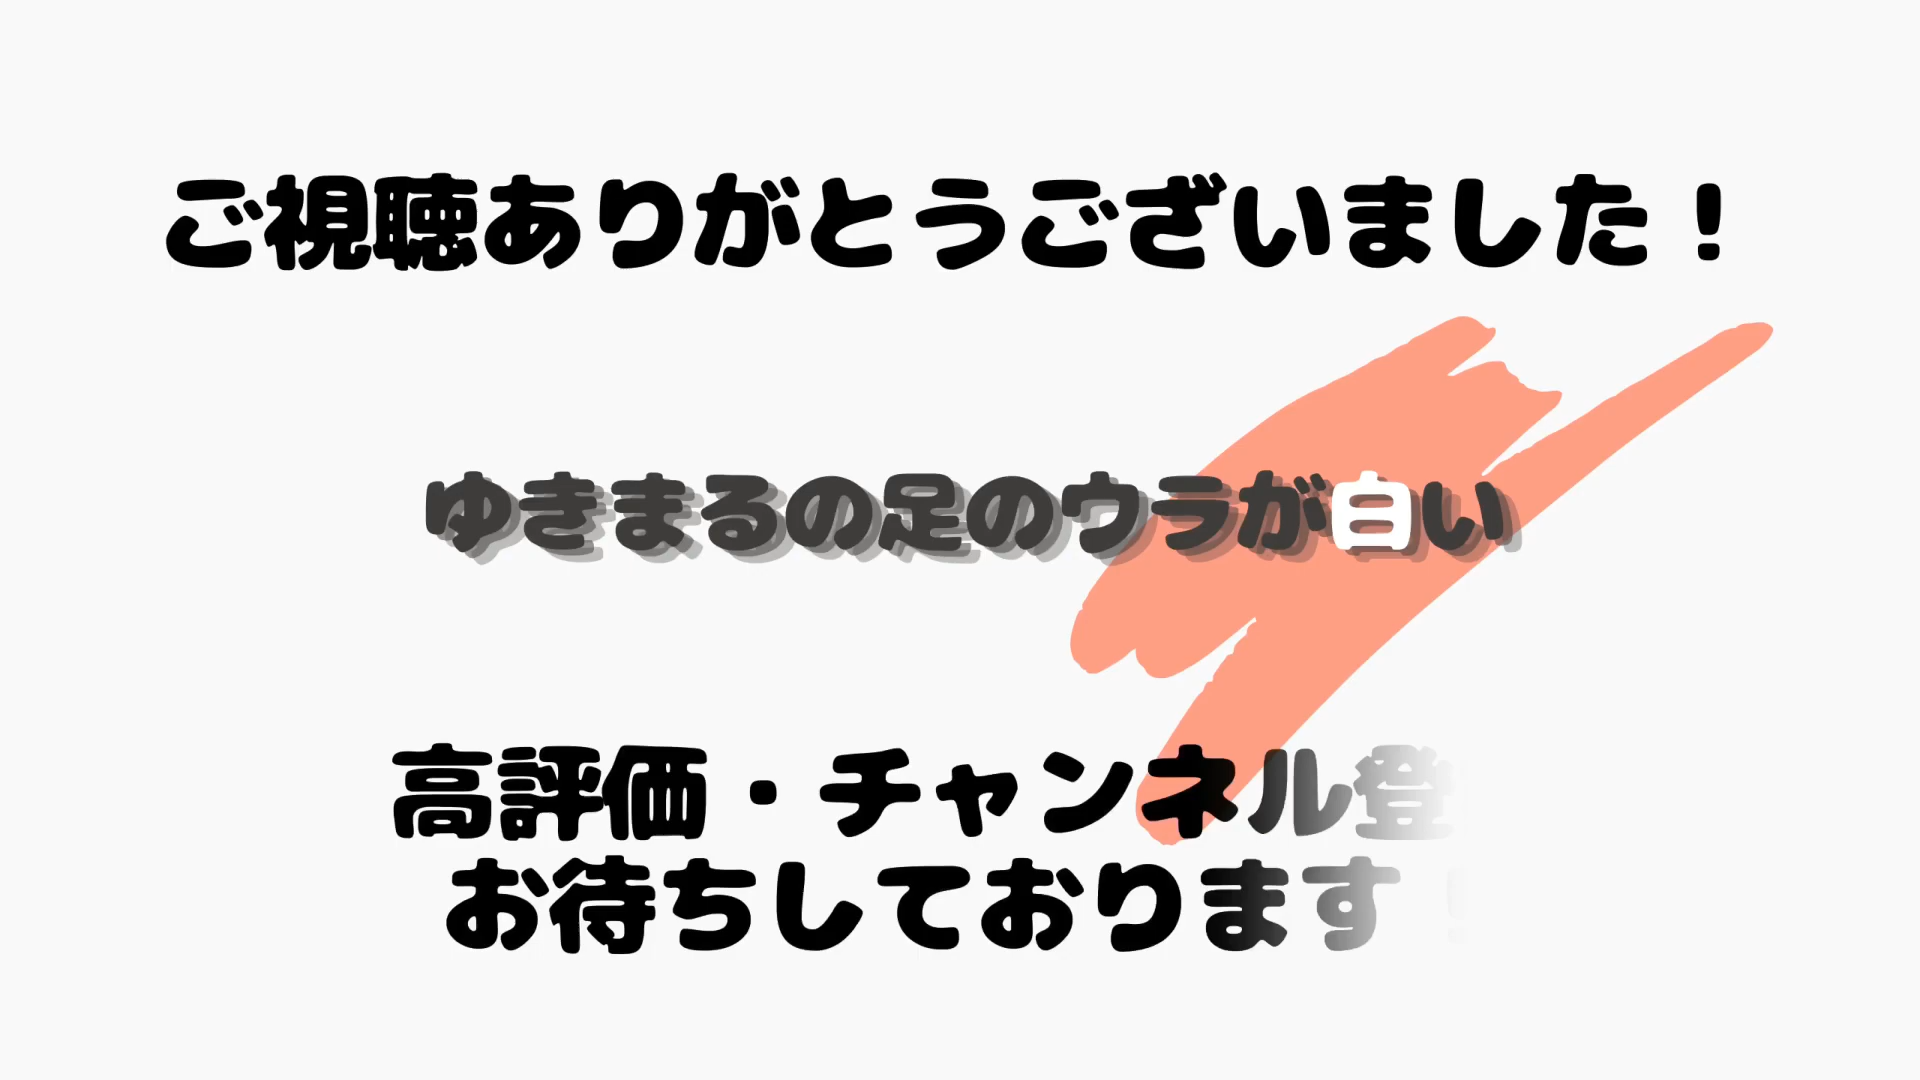 ご視聴ありがとうございました！
ゆきまるの足のウラが白い
高評価・チャンネル登
お待ちしております！